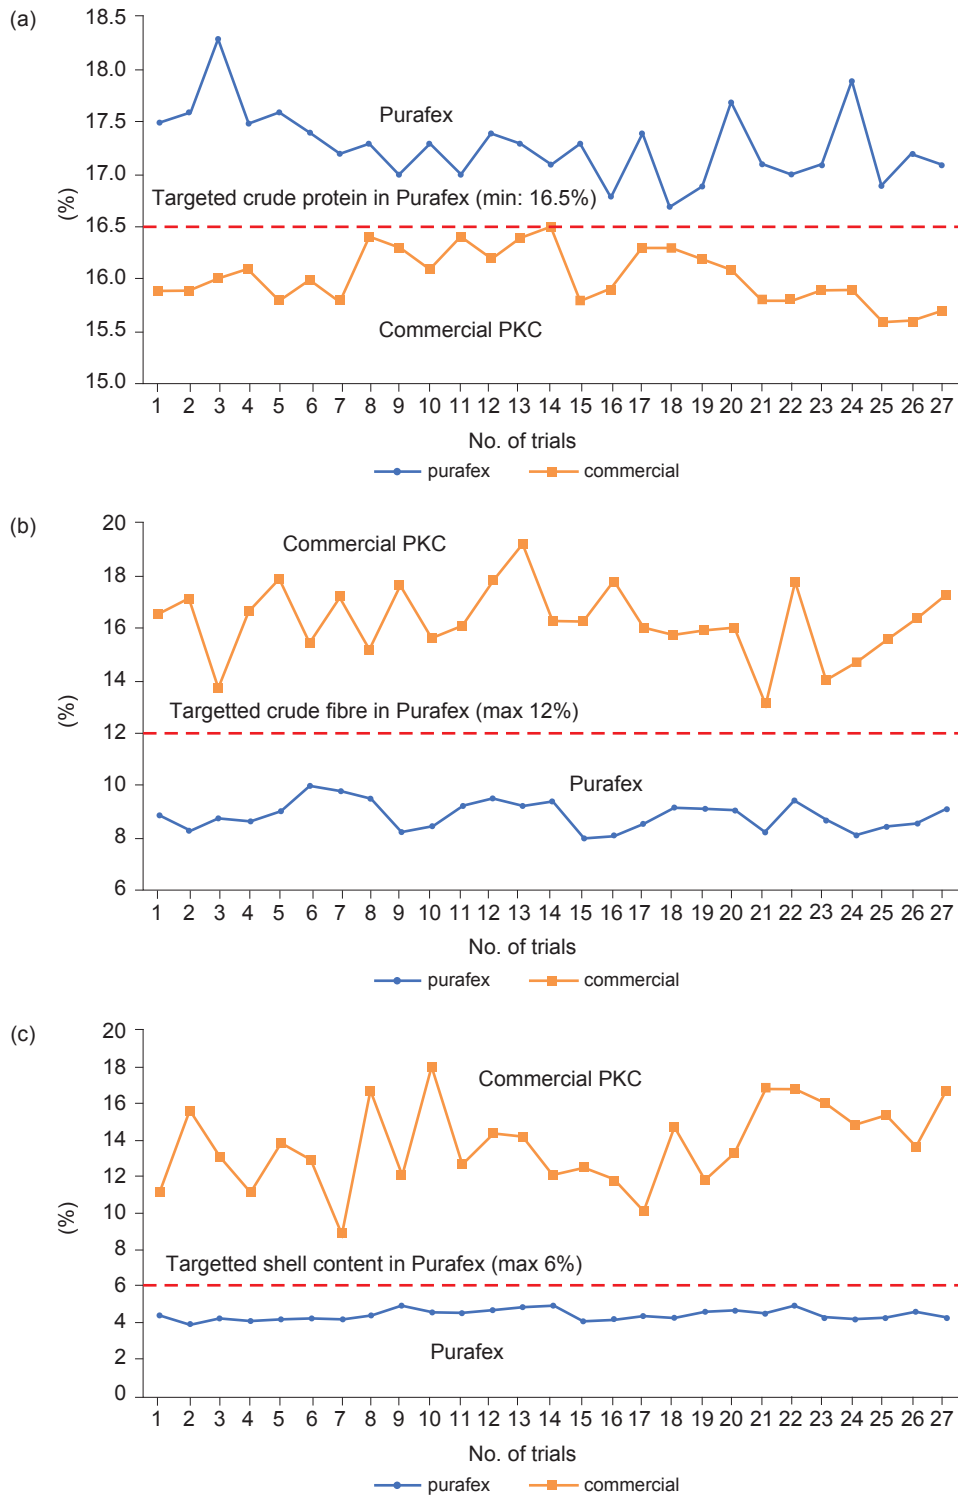 (a)
18.5
18.0
17.5
17.0
16.5
16.0
15.5
15.0
(%)
Purafex
Targeted crude protein in Purafex (min: 16.5%)
Commercial PKC
1 2 3 4 5 6 7 8 9 10 11 12 13 14 15 16 17 18 19 20 21 22 23 24 25 26 27
No. of trials
purafex commercial
(b)
20
18
16
14
12
10
8
6
(%)
Commercial PKC
Targetted crude fibre in Purafex (max 12%)
Purafex
1 2 3 4 5 6 7 8 9 10 11 12 13 14 15 16 17 18 19 20 21 22 23 24 25 26 27
No. of trials
purafex commercial
(c)
20
18
16
14
12
10
8
6
4
2
0
(%)
Commercial PKC
Targetted shell content in Purafex (max 6%)
Purafex
1 2 3 4 5 6 7 8 9 10 11 12 13 14 15 16 17 18 19 20 21 22 23 24 25 26 27
No. of trials
purafex commercial